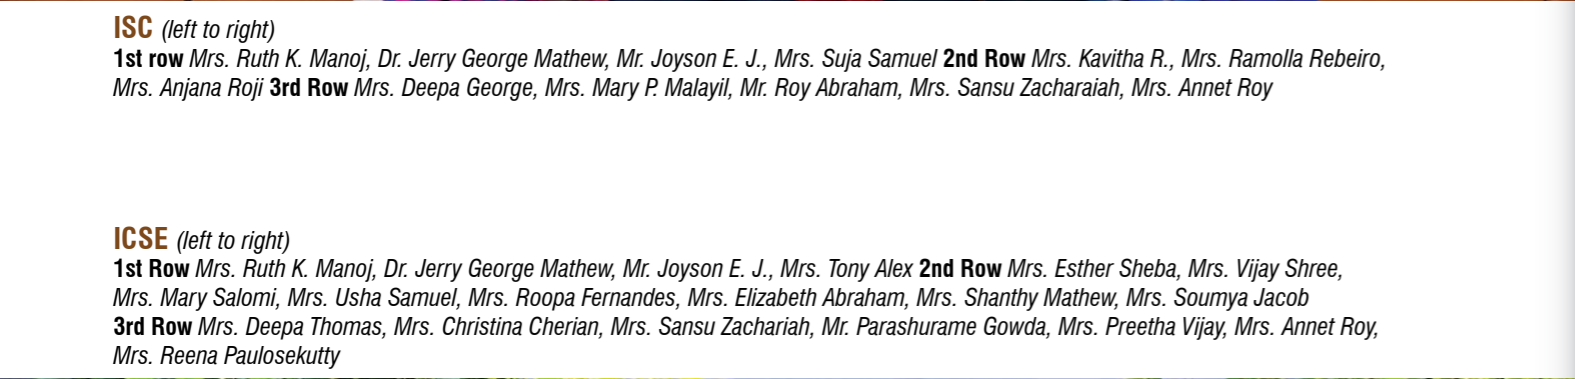 ISC (left to right)
1st row Mrs. Ruth K. Manoj, Dr. Jerry George Mathew, Mr. Joyson E. J., Mrs. Suja Samuel 2nd Row Mrs. Kavitha R., Mrs. Ramolla Rebeiro,
Mrs. Anjana Roji 3rd Row Mrs. Deepa George, Mrs. Mary P. Malayil, Mr. Roy Abraham, Mrs. Sansu Zacharaiah, Mrs. Annet Roy
ICSE (left to right)
1st Row Mrs. Ruth K. Manoj, Dr. Jerry George Mathew, Mr. Joyson E. J., Mrs. Tony Alex 2nd Row Mrs. Esther Sheba, Mrs. Vijay Shree,
Mrs. Mary Salomi, Mrs. Usha Samuel, Mrs. Roopa Fernandes, Mrs. Elizabeth Abraham, Mrs. Shanthy Mathew, Mrs. Soumya Jacob
3rd Row Mrs. Deepa Thomas, Mrs. Christina Cherian, Mrs. Sansu Zachariah, Mr. Parashurame Gowda, Mrs. Preetha Vijay, Mrs. Annet Roy,
Mrs. Reena Paulosekutty